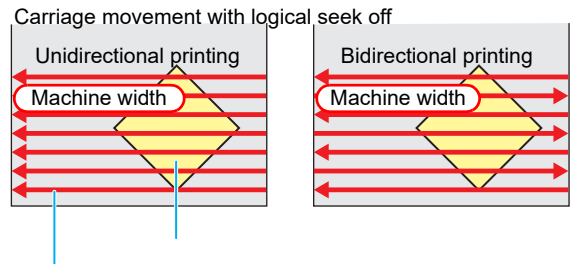 Carriage movement with logical seek off
Unidirectional printing
Machine width
Bidirectional printing
Machine width